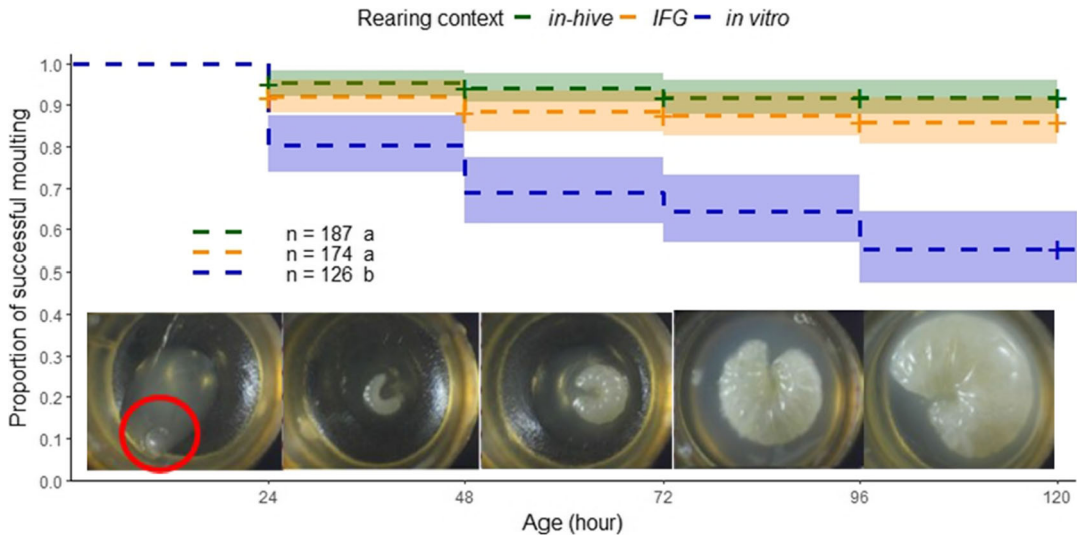 Rearing context in-hive IFG in vitro
Proportion of successful moulting
1.0
0.9
0.8
0.7
0.6
0.5
0.4
0.3
0.2
0.1
0.0
n = 187 a
n = 174 a
n = 126 b
24 48 72 96 120
Age (hour)